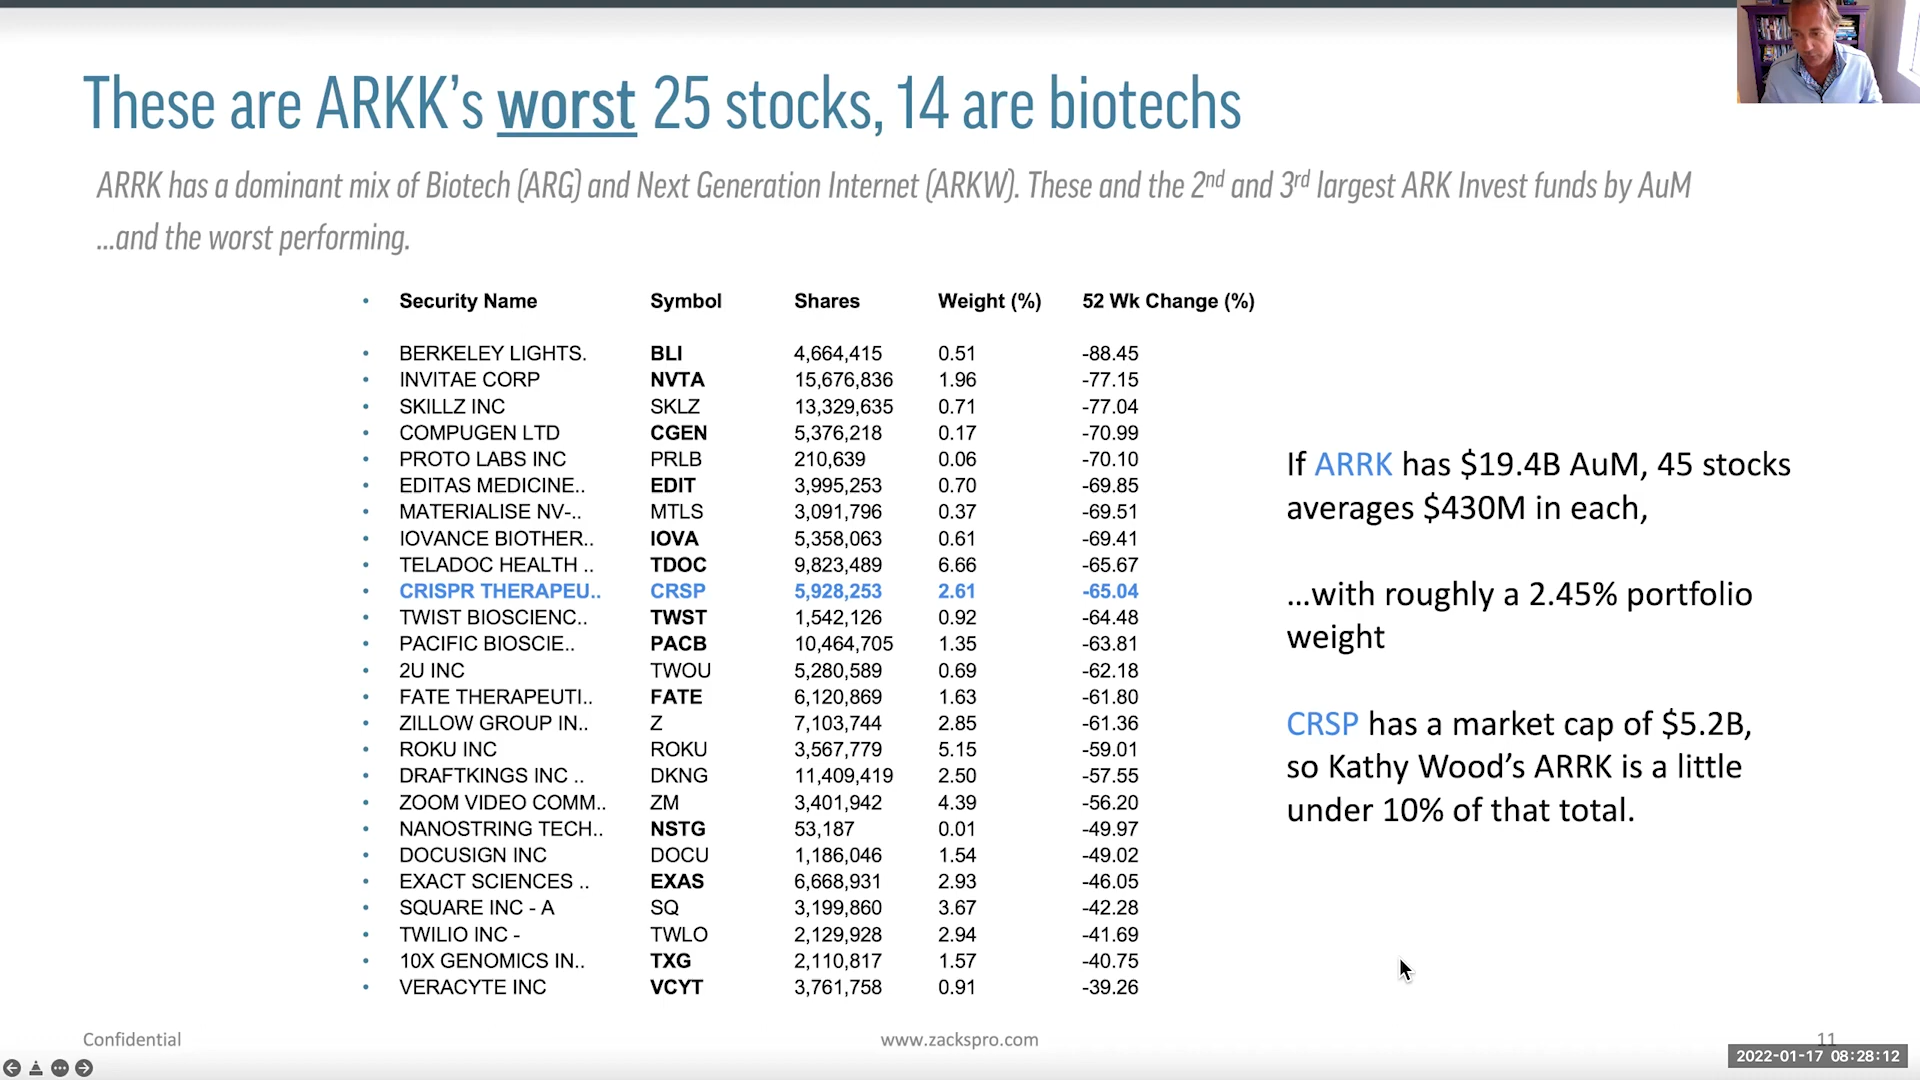 These are ARKK's worst 25 stocks, 14 are biotechs
ARRK has a dominant mix of Biotech (ARG) and Next Generation Internet (ARKW). These and the 2nd and 3rd largest ARK Invest funds by AuM
...and the worst performing.
• Security Name Symbol Shares Weight (%) 52 Wk Change (%)
• BERKELEY LIGHTS. BLI 4,664,415 0.51 -88.45
• INVITAE CORP NVTA 15,676,836 1.96 -77.15
• SKILLZ INC SKLZ 13,329,635 0.71 -77.04
• COMPUGEN LTD CGEN 5,376,218 0.17 -70.99
• PROTO LABS INC PRLB 210,639 0.06 -70.10
• EDITAS MEDICINE.. EDIT 3,995,253 0.70 -69.85
• MATERIALISE NV-.. MTLS 3,091,796 0.37 -69.51
• IOVANCE BIOTHER.. IOVA 5,358,063 0.61 -69.41
• TELADOC HEALTH .. TDOC 9,823,489 6.66 -65.67
• CRISPR THERAPEU.. CRSP 5,928,253 2.61 -65.04
• TWIST BIOSCIENC.. TWST 1,542,126 0.92 -64.48
• PACIFIC BIOSCIE.. PACB 10,464,705 1.35 -63.81
• 2U INC TWOU 5,280,589 0.69 -62.18
• FATE THERAPEUTI.. FATE 6,120,869 1.63 -61.80
• ZILLOW GROUP IN.. Z 7,103,744 2.85 -61.36
• ROKU INC ROKU 3,567,779 5.15 -59.01
• DRAFTKINGS INC .. DKNG 11,409,419 2.50 -57.55
• ZOOM VIDEO COMM.. ZM 3,401,942 4.39 -56.20
• NANOSTRING TECH.. NSTG 53,187 0.01 -49.97
• DOCUSIGN INC DOCU 1,186,046 1.54 -49.02
• EXACT SCIENCES .. EXAS 6,668,931 2.93 -46.05
• SQUARE INC - A SQ 3,199,860 3.67 -42.28
• TWILIO INC - TWLO 2,129,928 2.94 -41.69
• 10X GENOMICS IN.. TXG 2,110,817 1.57 -40.75
• VERACYTE INC VCYT 3,761,758 0.91 -39.26
If ARRK has $19.4B AuM, 45 stocks
averages $430M in each,
...with roughly a 2.45% portfolio
weight
CRSP has a market cap of $5.2B,
so Kathy Wood's ARRK is a little
under 10% of that total.
Confidential
www.zackspro.com
11
2022-01-17 08:28:12